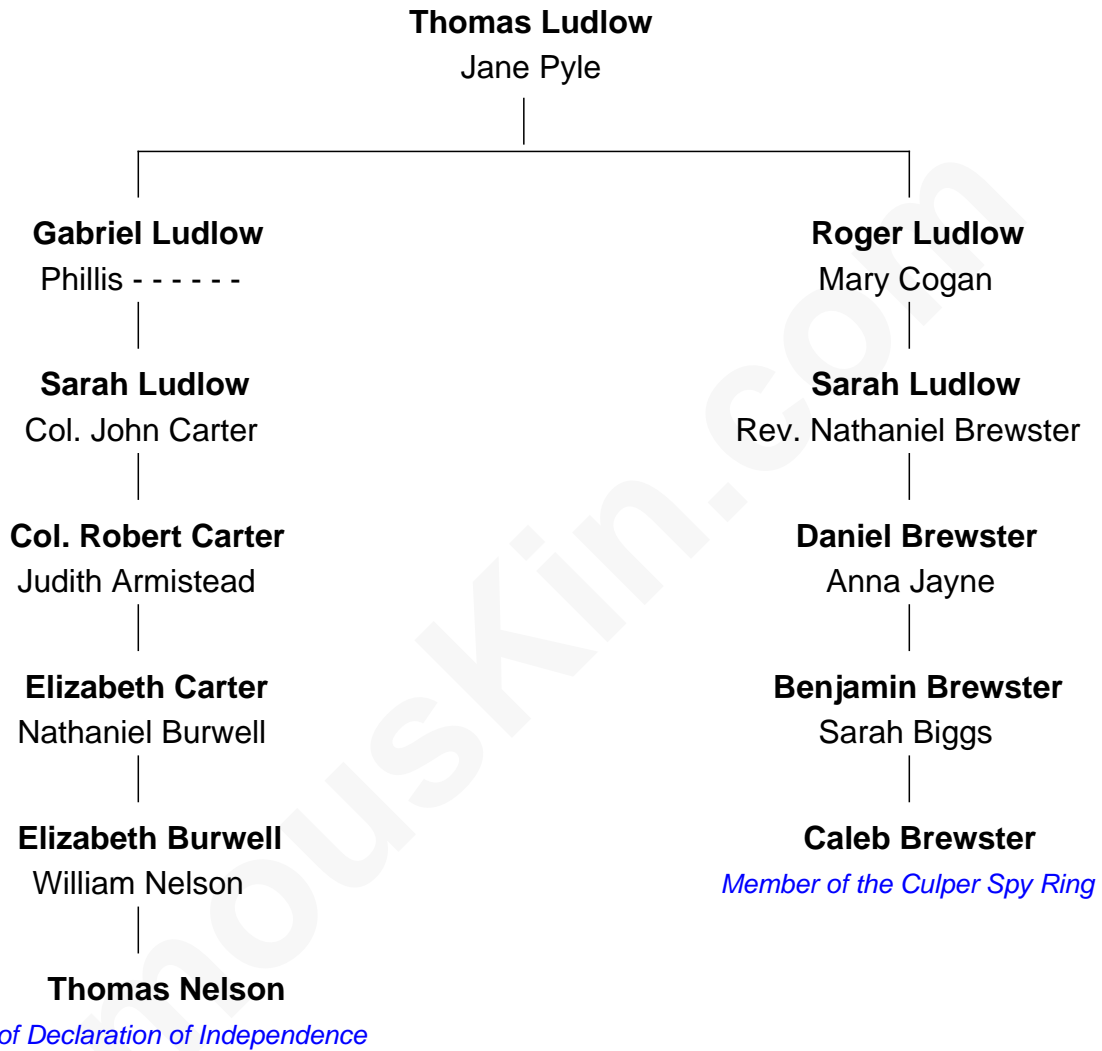 Thomas Ludlow
Jane Pyle
Gabriel Ludlow
Phillis - - - - - -
Roger Ludlow
Mary Cogan
Sarah Ludlow
Col. John Carter
Sarah Ludlow
Rev. Nathaniel Brewster
Col. Robert Carter
Judith Armistead
Daniel Brewster
Anna Jayne
Elizabeth Carter
Nathaniel Burwell
Benjamin Brewster
Sarah Biggs
Elizabeth Burwell
William Nelson
Caleb Brewster
Member of the Culper Spy Ring
Thomas Nelson
of Declaration of Independence
mouskin.com